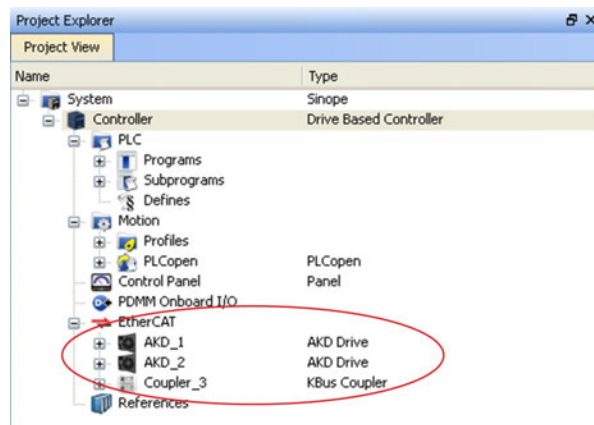 Project Explorer
Project View
Name Type
System Sinope
Controller Drive Based Controller
PLC
Programs
Subprograms
Defines
Motion
Profiles
PLCopen PLCopen
Control Panel Panel
PDMM Onboard I/O
EtherCAT
AKD_1 AKD Drive
AKD_2 AKD Drive
Coupler_3 KBus Coupler
References